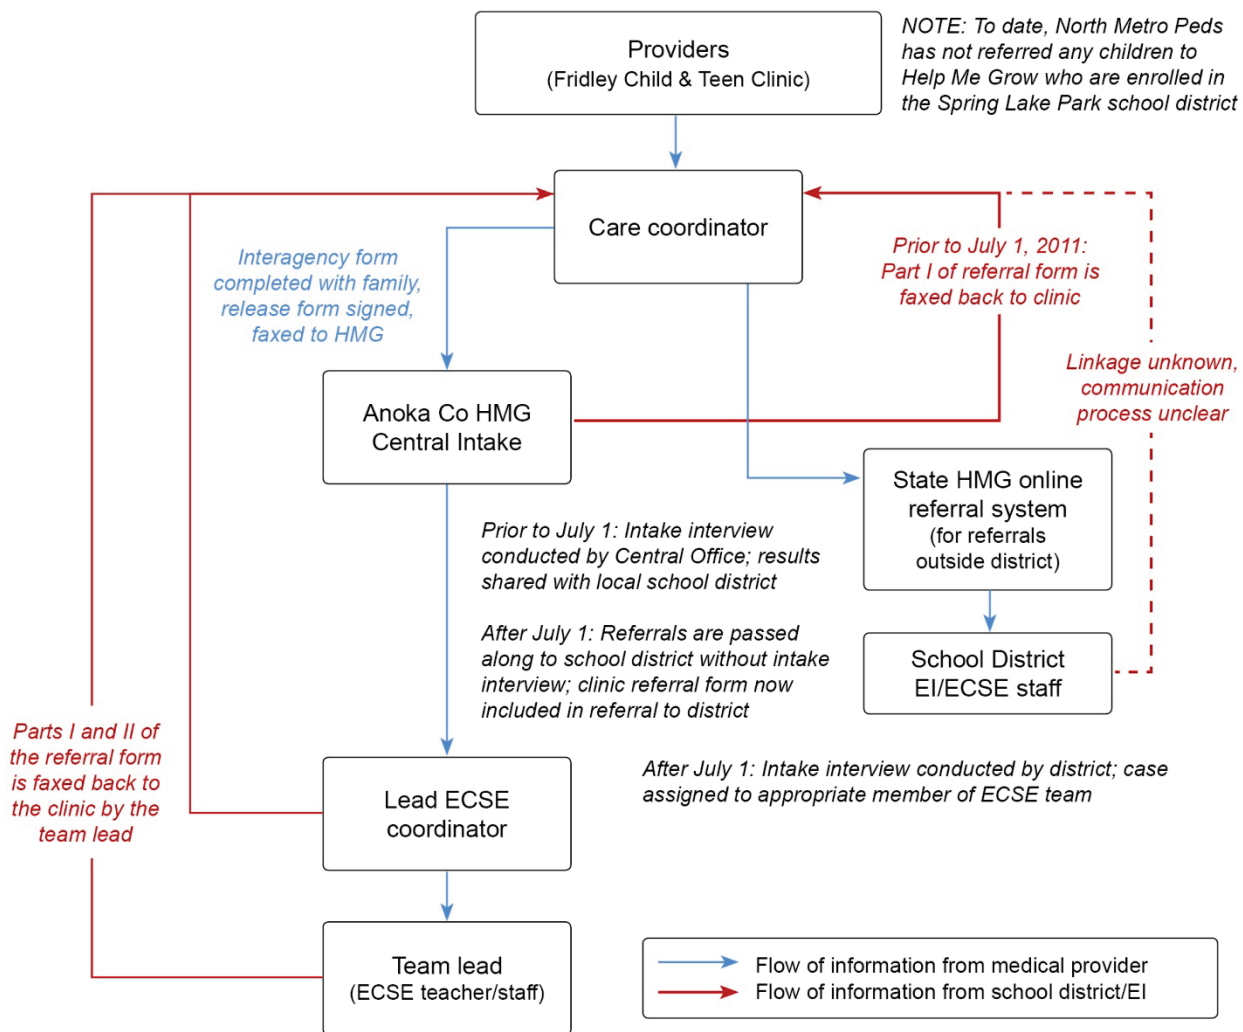 Providers
(Fridley Child & Teen Clinic)
NOTE: To date, North Metro Peds
has not referred any children to
Help Me Grow who are enrolled in
the Spring Lake Park school district
Care coordinator
Interagency form
completed with family,
release form signed,
faxed to HMG
Prior to July 1, 2011:
Part I of referral form is
faxed back to clinic
Linkage unknown,
communication
process unclear
Anoka Co HMG
Central Intake
State HMG online
referral system
(for referrals
outside district)
Prior to July 1: Intake interview
conducted by Central Office; results
shared with local school district
After July 1: Referrals are passed
along to school district without intake
interview; clinic referral form now
included in referral to district
School District
EI/ECSE staff
Parts I and II of
the referral form
is faxed back to
the clinic by the
team lead
Lead ECSE
coordinator
After July 1: Intake interview conducted by district; case
assigned to appropriate member of ECSE team
Team lead
(ECSE teacher/staff)
Flow of information from medical provider
Flow of information from school district/EI